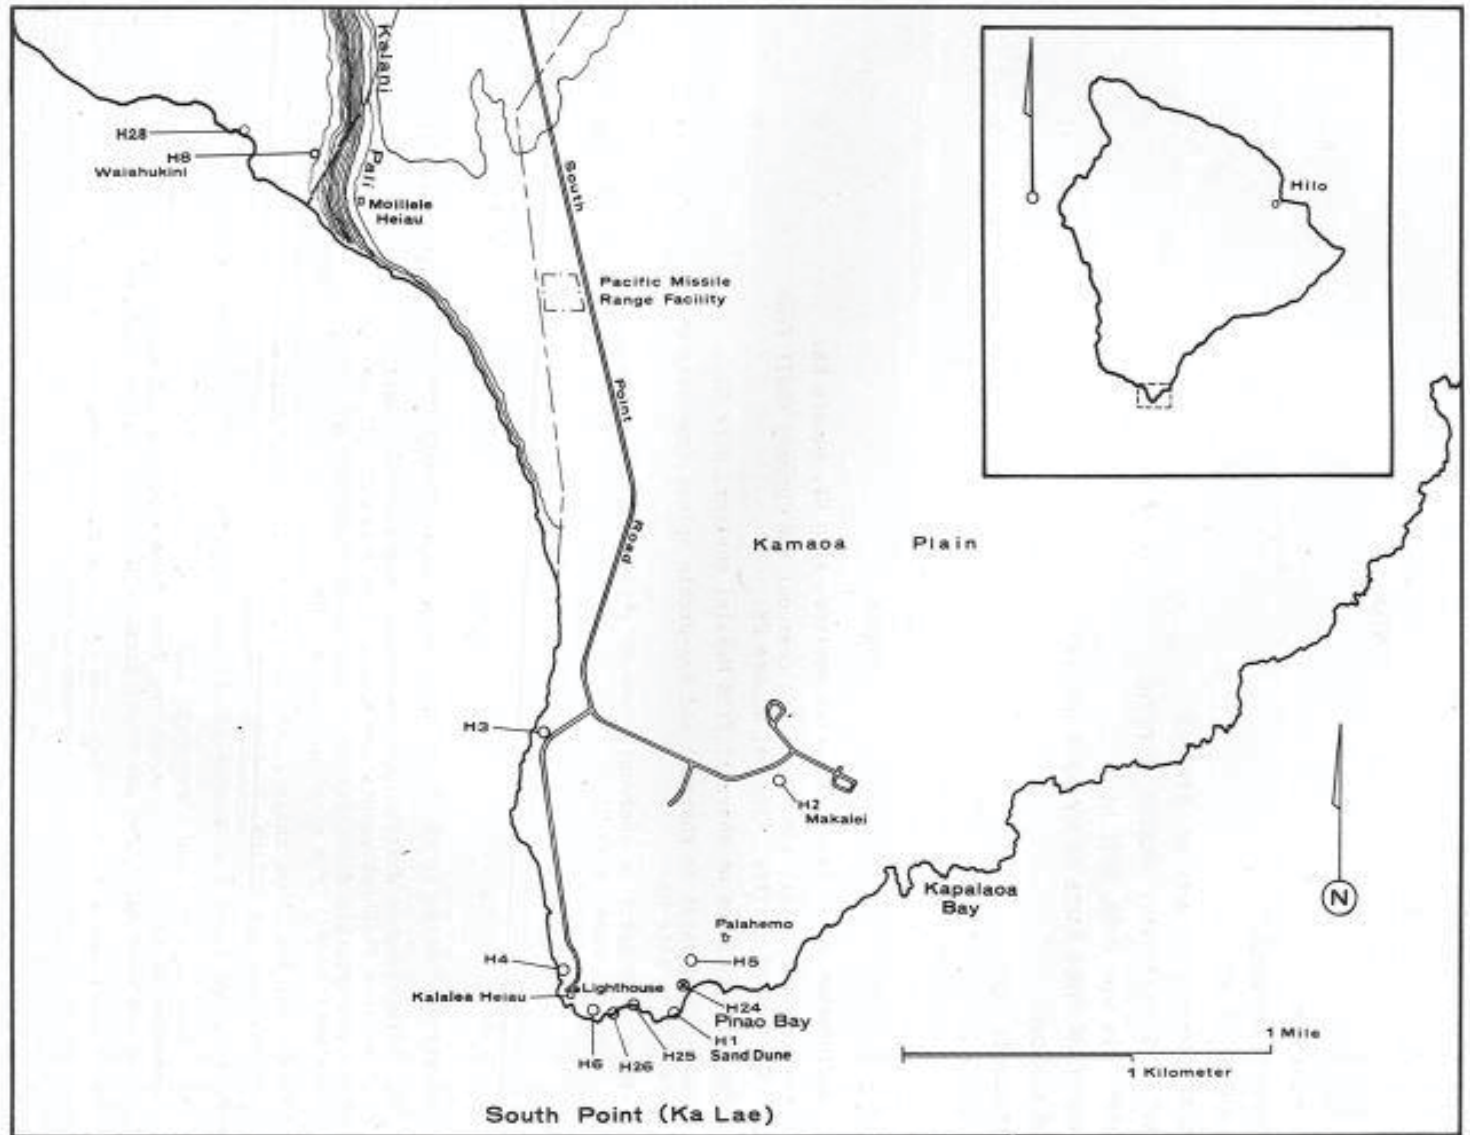 Kalani
Pali
H28
H8
Waiahukini
Moillele
Heiau
South
Point
Road
Pacific Missile
Range Facility
Hilo
Kamaoa Plain
H3
H2
Makalei
Kapalaoa
Bay
N
Palahemo
H4
H5
Lighthouse
Kalalea Heiau
H24
Pinao Bay
H1
Sand Dune
H6
H26
H25
1 Mile
1 Kilometer
South Point (Ka Lae)